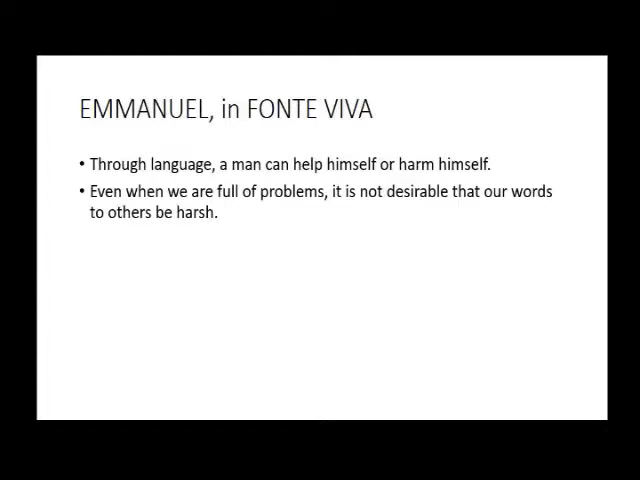 EMMANUEL, in FONTE VIVA
• Through language, a man can help himself or harm himself.
• Even when we are full of problems, it is not desirable that our words
to others be harsh.